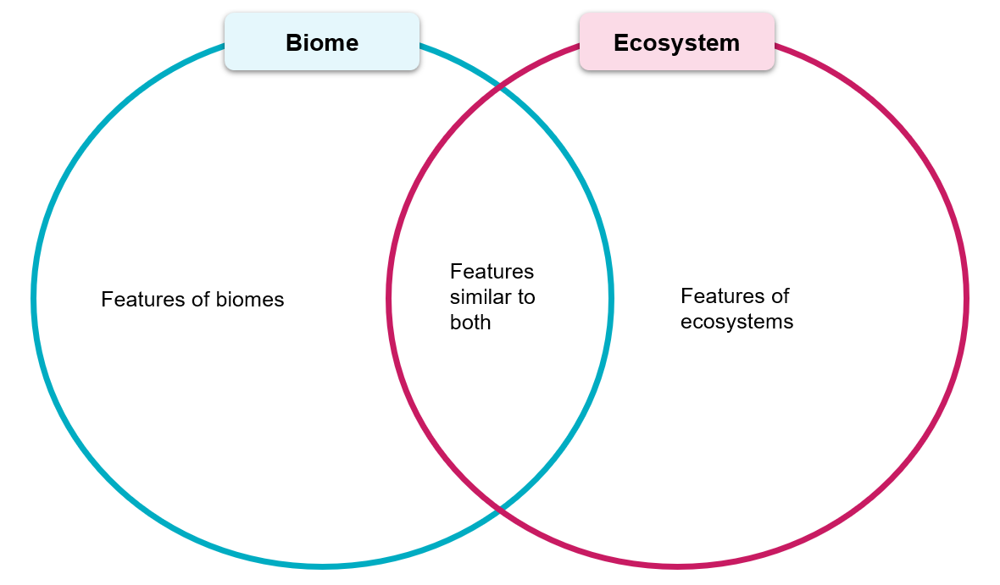 Biome
Ecosystem
Features of biomes
Features
similar to
both
Features of
ecosystems